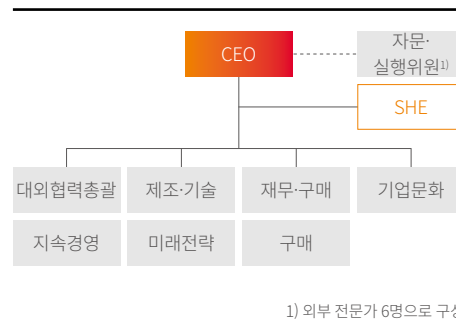 CEO
자문·
실행위원1)
SHE
대외협력총괄
제조·기술
재무·구매
기업문화
지속경영
미래전략
구매
1) 외부 전문가 6명으로 구성